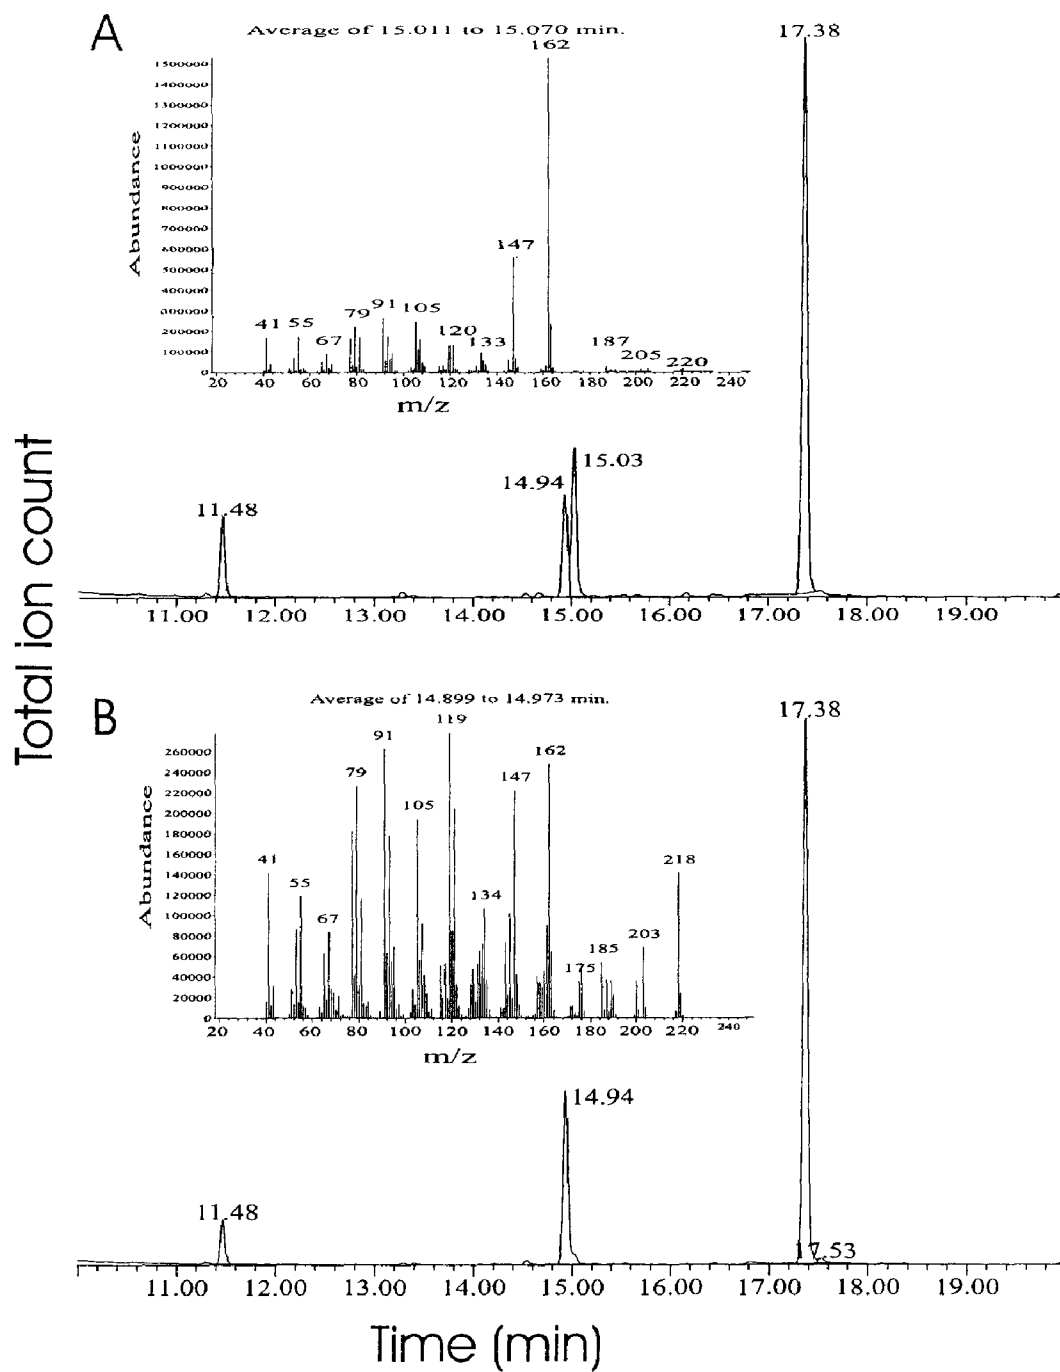 A
Average of 15.011 to 15.070 min.
162
17.38
1500000
1400000
1300000
1200000
1100000
1000000
900000
800000
700000
600000
500000
400000
300000
200000
100000
0
Abundance
147
41 55 67 79 91 105 120 133 187 205 220
20 40 60 80 100 120 140 160 180 200 220 240
m/z
11.48 14.94 15.03
11.00 12.00 13.00 14.00 15.00 16.00 17.00 18.00 19.00
Total ion count
B
Average of 14.899 to 14.973 min.
119
17.38
260000
240000
220000
200000
180000
160000
140000
120000
100000
80000
60000
40000
20000
0
Abundance
41 55 67 79 91 105 134 147 162 175 185 203 218
20 40 60 80 100 120 140 160 180 200 220 240
m/z
11.48 14.94 7.53
11.00 12.00 13.00 14.00 15.00 16.00 17.00 18.00 19.00
Time (min)